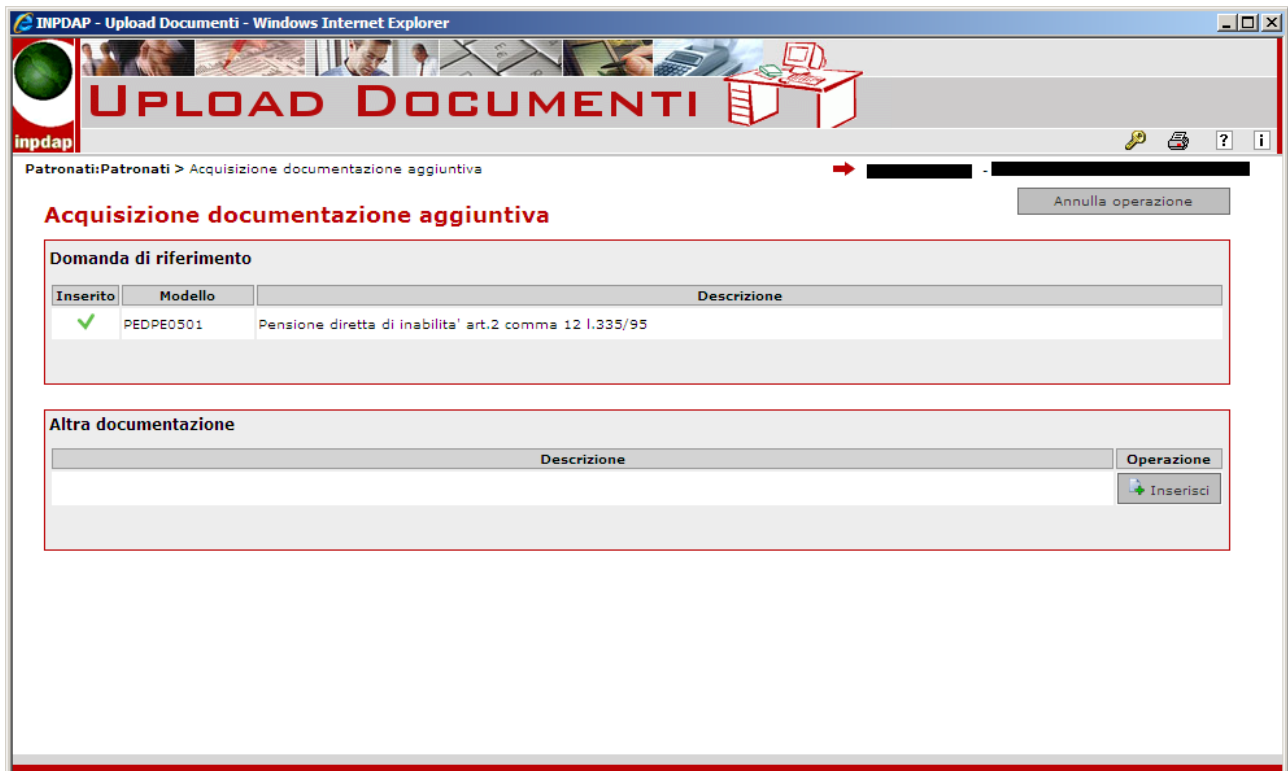 INPDAP - Upload Documenti - Windows Internet Explorer
UPLOAD DOCUMENTI
inpdap
? i
Patronati:Patronati > Acquisizione documentazione aggiuntiva
-
Annulla operazione
Acquisizione documentazione aggiuntiva
Domanda di riferimento
Inserito Modello Descrizione
PEDPE0501 Pensione diretta di inabilita' art.2 comma 12 l.335/95
Altra documentazione
Descrizione Operazione
Inserisci